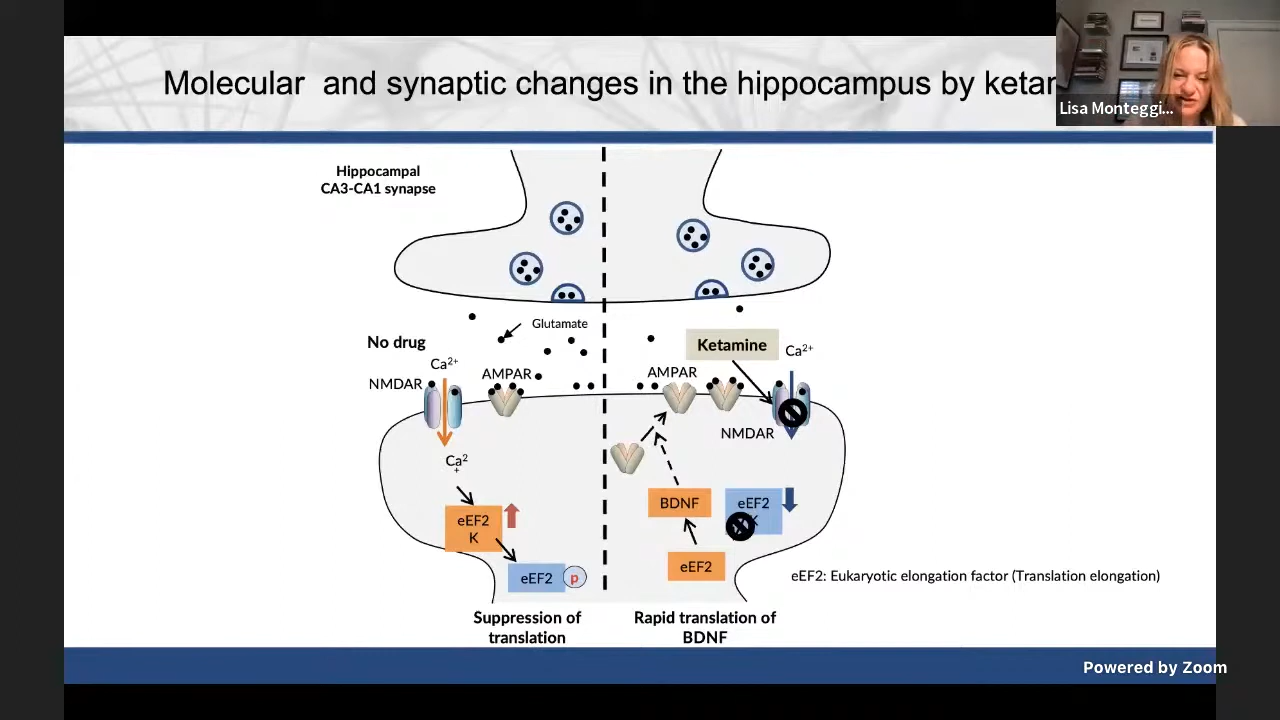 Molecular and synaptic changes in the hippocampus by ketar
Lisa Monteggi...
Hippocampal
CA3-CA1 synapse
Glutamate
No drug
Ketamine
Ca2+
Ca2+
NMDAR
AMPAR
AMPAR
NMDAR
Ca2
+
eEF2
K
BDNF
eEF2
K
eEF2
p
eEF2
eEF2: Eukaryotic elongation factor (Translation elongation)
Suppression of
translation
Rapid translation of
BDNF
Powered by Zoom